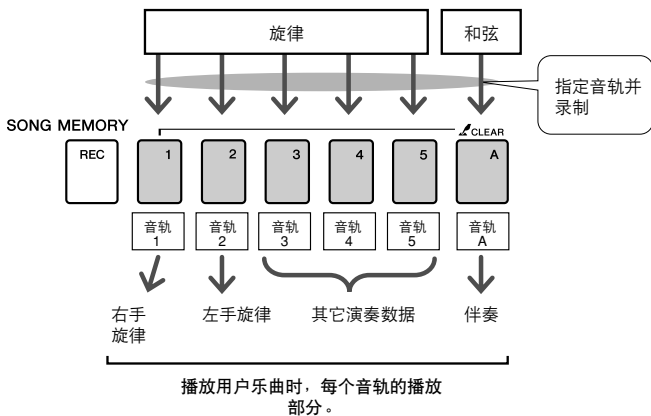 旋律 和弦
指定音轨并
录制
SONG MEMORY
CLEAR
REC 1 2 3 4 5 A
音轨 音轨 音轨 音轨 音轨 音轨
1 2 3 4 5 A
右手 左手旋律 其它演奏数据 伴奏
旋律
播放用户乐曲时，每个音轨的播放
部分。